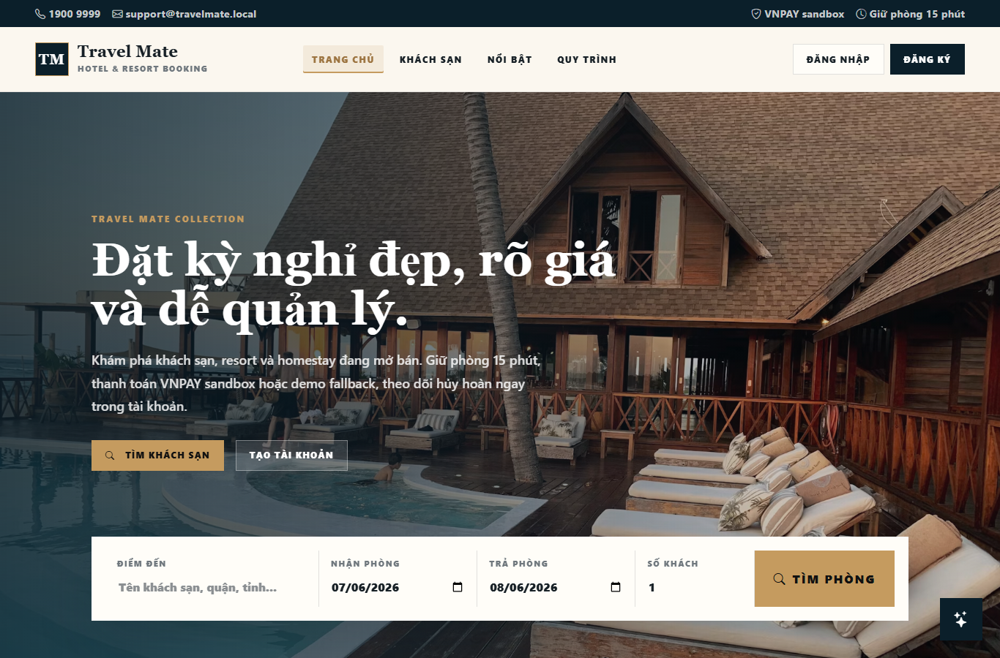 1900 9999 support@travelmate.local VNPAY sandbox Giữ phòng 15 phút
TM Travel Mate
HOTEL & RESORT BOOKING
TRANG CHỦ KHÁCH SẠN NỔI BẬT QUY TRÌNH ĐĂNG NHẬP ĐĂNG KÝ
TRAVEL MATE COLLECTION
Đặt kỳ nghỉ đẹp, rõ giá
và dễ quản lý.
Khám phá khách sạn, resort và homestay đang mở bán. Giữ phòng 15 phút,
thanh toán VNPAY sandbox hoặc demo fallback, theo dõi hủy hoàn ngay
trong tài khoản.
TÌM KHÁCH SẠN TẠO TÀI KHOẢN
ĐIỂM ĐẾN NHẬN PHÒNG TRẢ PHÒNG SỐ KHÁCH
Tên khách sạn, quận, tỉnh... 07/06/2026 08/06/2026 1 TÌM PHÒNG